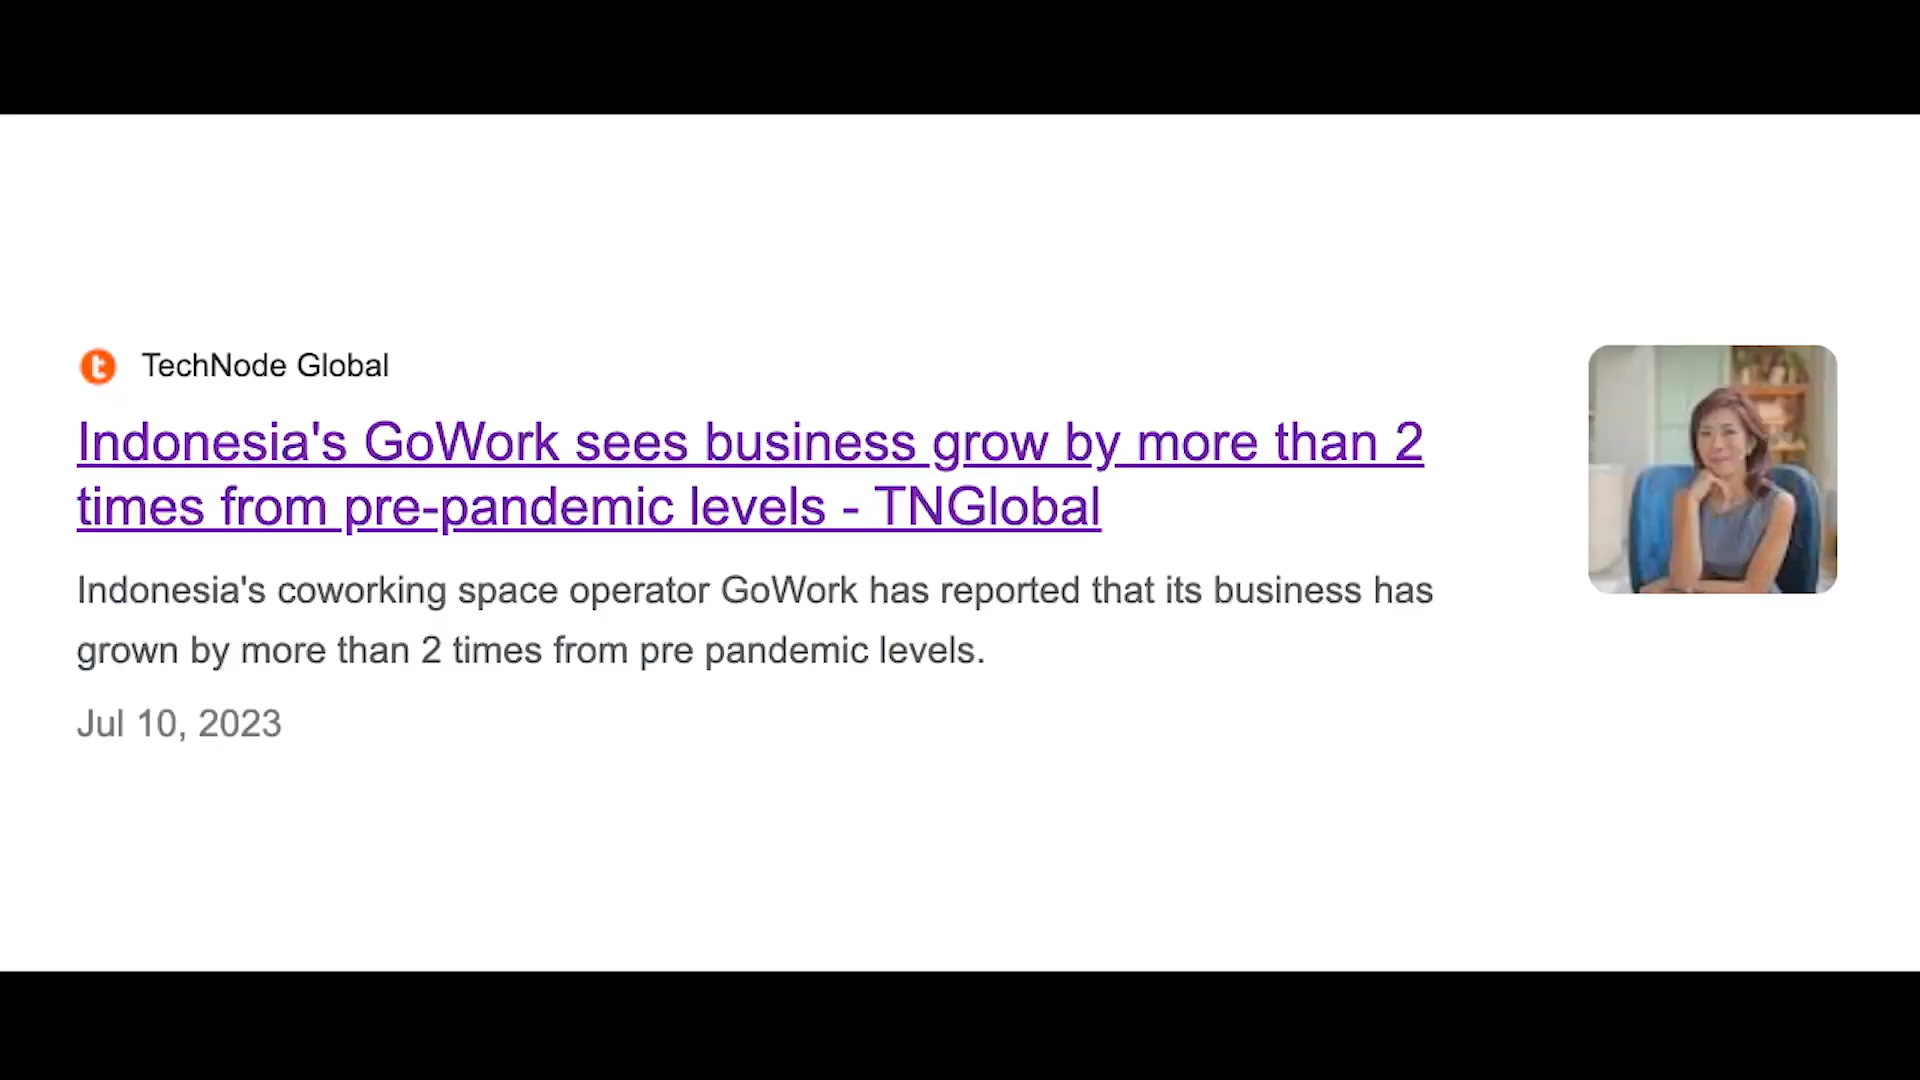 TechNode Global
Indonesia's GoWork sees business grow by more than 2
times from pre-pandemic levels - TNGlobal
Indonesia's coworking space operator GoWork has reported that its business has
grown by more than 2 times from pre pandemic levels.
Jul 10, 2023